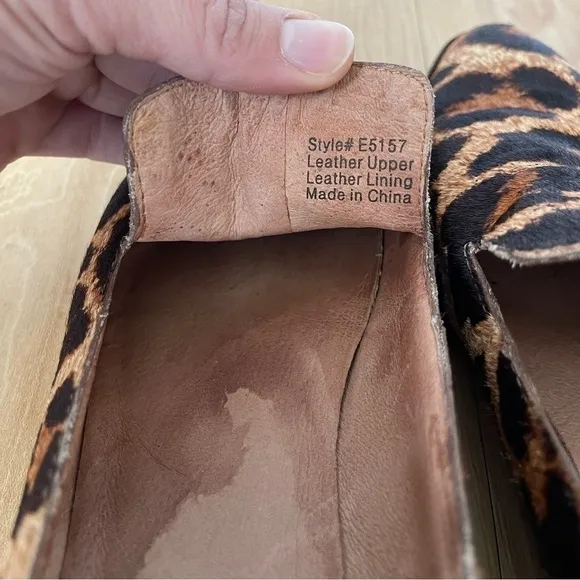 Style# E5157
Leather Upper
Leather Lining
Made in China